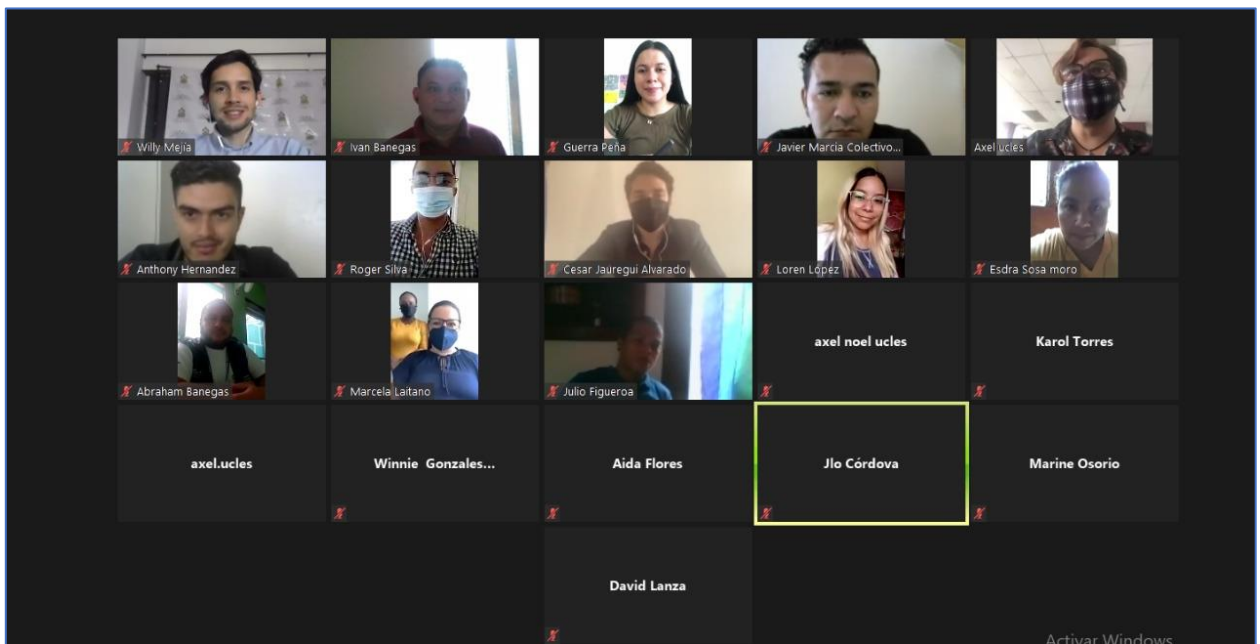 Willy Mejía
Ivan Banegas
Guerra Peña
Javier Marcía Colectivo...
Axel ucles
Anthony Hernandez
Roger Silva
Cesar Jauregui Alvarado
Loren López
Esdra Sosa moro
Abraham Banegas
Marcela Laitano
Julio Figueroa
axel noel ucles
Karol Torres
axel.ucles
Winnie Gonzales...
Aida Flores
Jlo Córdova
Marine Osorio
David Lanza
Activar Windows